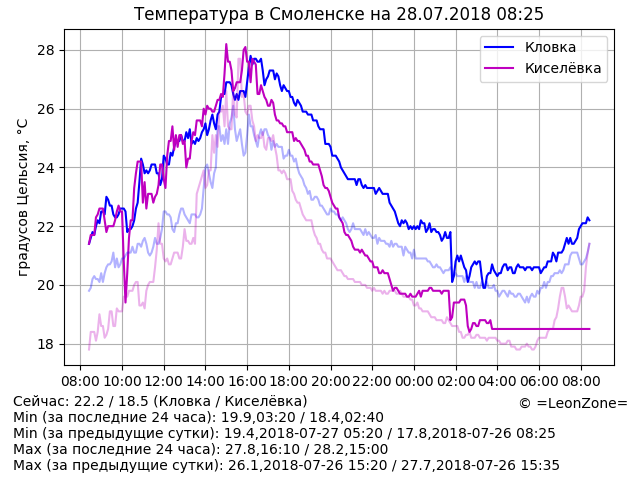 Температура в Смоленске на 28.07.2018 08:25
Кловка
Киселёвка
градусов Цельсия, °C
28
26
24
22
20
18
08:00 10:00 12:00 14:00 16:00 18:00 20:00 22:00 00:00 02:00 04:00 06:00 08:00
Сейчас: 22.2 / 18.5 (Кловка / Киселёвка)
© =LeonZone=
Min (за последние 24 часа): 19.9,03:20 / 18.4,02:40
Min (за предыдущие сутки): 19.4,2018-07-27 05:20 / 17.8,2018-07-26 08:25
Max (за последние 24 часа): 27.8,16:10 / 28.2,15:00
Max (за предыдущие сутки): 26.1,2018-07-26 15:20 / 27.7,2018-07-26 15:35